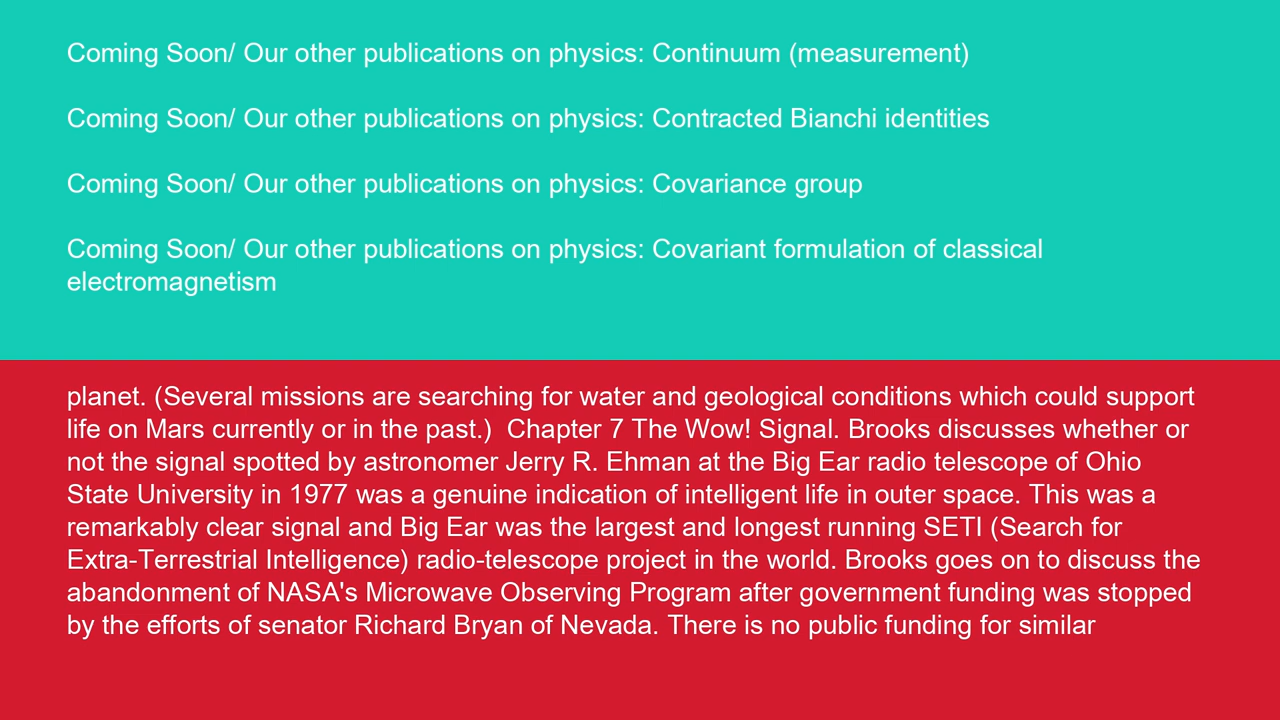 Coming Soon/ Our other publications on physics: Continuum (measurement)
Coming Soon/ Our other publications on physics: Contracted Bianchi identities
Coming Soon/ Our other publications on physics: Covariance group
Coming Soon/ Our other publications on physics: Covariant formulation of classical
electromagnetism
planet. (Several missions are searching for water and geological conditions which could support
life on Mars currently or in the past.)  Chapter 7 The Wow! Signal. Brooks discusses whether or
not the signal spotted by astronomer Jerry R. Ehman at the Big Ear radio telescope of Ohio
State University in 1977 was a genuine indication of intelligent life in outer space. This was a
remarkably clear signal and Big Ear was the largest and longest running SETI (Search for
Extra-Terrestrial Intelligence) radio-telescope project in the world. Brooks goes on to discuss the
abandonment of NASA's Microwave Observing Program after government funding was stopped
by the efforts of senator Richard Bryan of Nevada. There is no public funding for similar